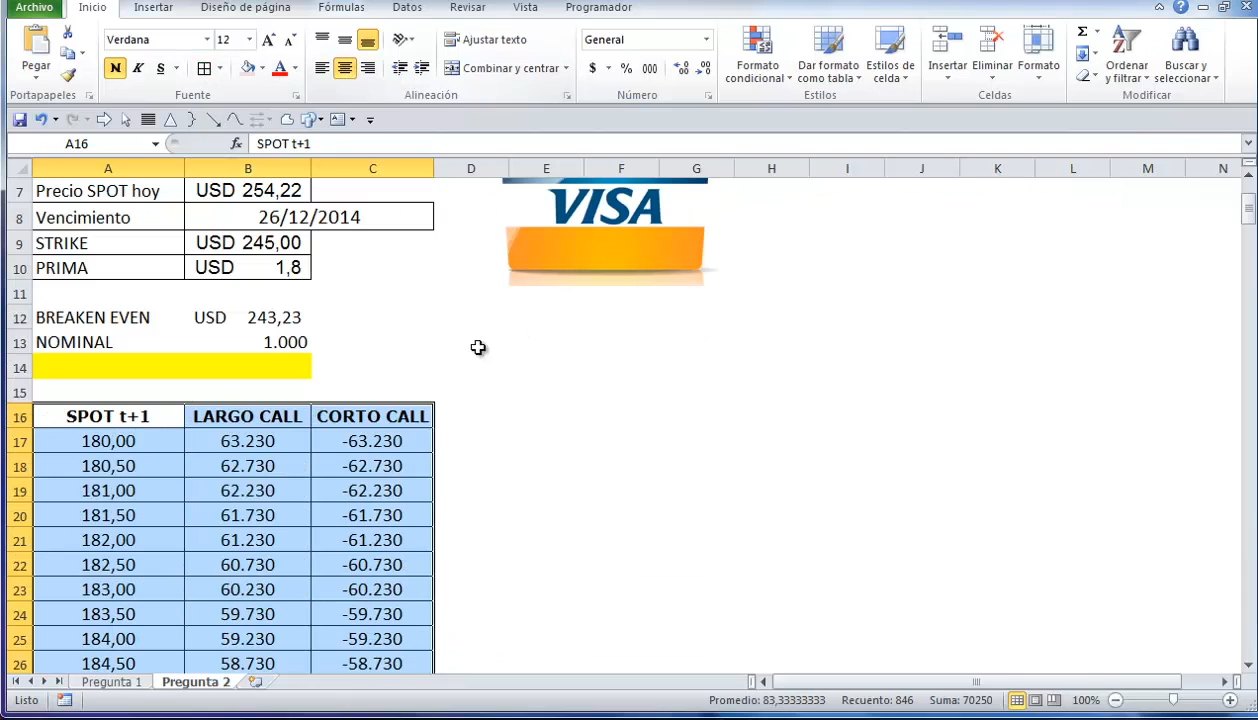 Archivo Inicio Insertar Diseño de página Fórmulas Datos Revisar Vista Programador
Verdana 12 Ajustar texto General
Pegar N K S Combinar y centrar $ % 000
Formato condicional Dar formato como tabla Estilos de celda Insertar Eliminar Formato Ordenar y filtrar Buscar y seleccionar
Portapapeles Fuente Alineación Número Estilos Celdas Modificar
A16 fx SPOT t+1
A B C D E F G H I J K L M N
7 Precio SPOT hoy USD 254,22
VISA
8 Vencimiento 26/12/2014
9 STRIKE USD 245,00
10 PRIMA USD 1,8
11
12 BREAKEN EVEN USD 243,23
13 NOMINAL 1.000
14
15
16 SPOT t+1 LARGO CALL CORTO CALL
17 180,00 63.230 -63.230
18 180,50 62.730 -62.730
19 181,00 62.230 -62.230
20 181,50 61.730 -61.730
21 182,00 61.230 -61.230
22 182,50 60.730 -60.730
23 183,00 60.230 -60.230
24 183,50 59.730 -59.730
25 184,00 59.230 -59.230
26 184,50 58.730 -58.730
Pregunta 1 Pregunta 2
Listo Promedio: 83,33333333 Recuento: 846 Suma: 70250 100%